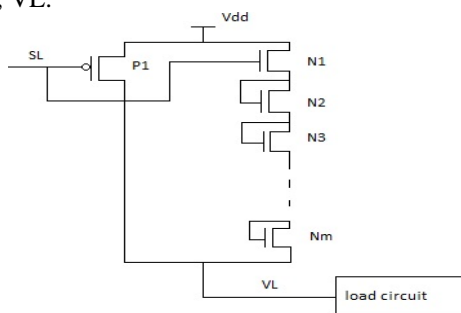 , VL.
Vdd
SL
P1
N1
N2
N3
Nm
VL
load circuit